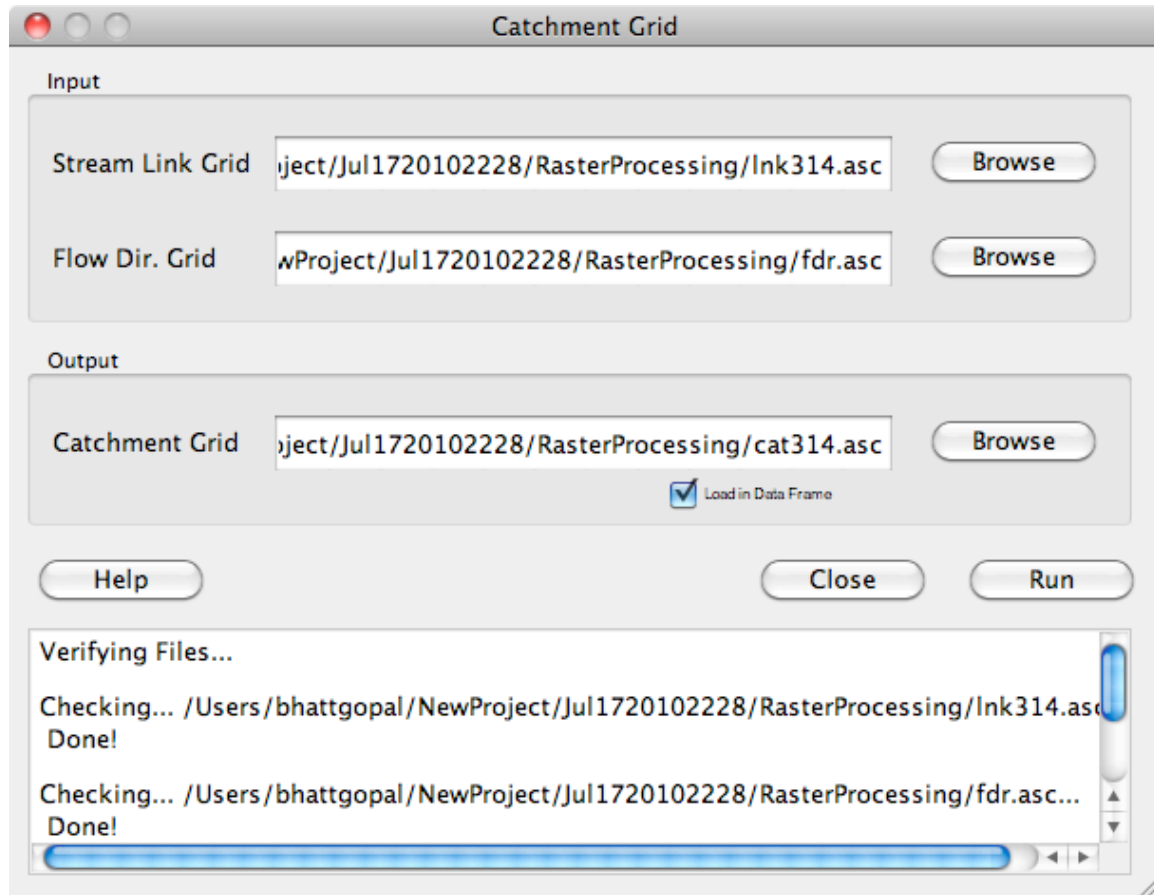 Catchment Grid
Input
Stream Link Grid
ject/Jul1720102228/RasterProcessing/lnk314.asc
Browse
Flow Dir. Grid
wProject/Jul1720102228/RasterProcessing/fdr.asc
Browse
Output
Catchment Grid
ject/Jul1720102228/RasterProcessing/cat314.asc
Browse
Load in Data Frame
Help
Close
Run
Verifying Files...
Checking... /Users/bhattgopal/NewProject/Jul1720102228/RasterProcessing/lnk314.asc
Done!
Checking... /Users/bhattgopal/NewProject/Jul1720102228/RasterProcessing/fdr.asc...
Done!